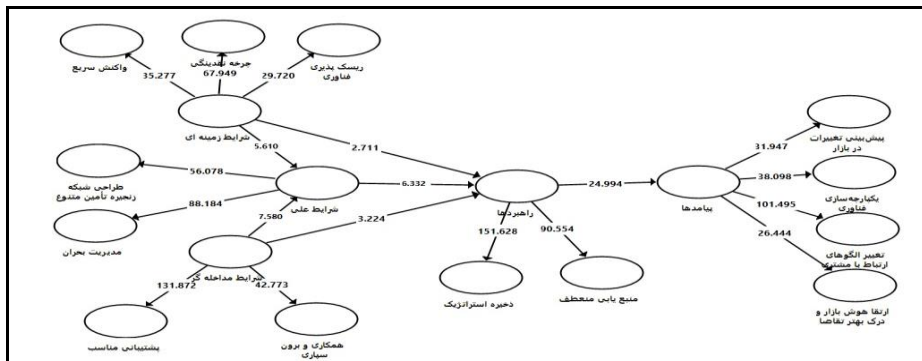 واکنش سریع
چرخه نقدینگی
ریسک پذیری
فناوری
35.277
67.949
29.720
شرایط زمینه ای
5.610
2.711
طراحی شبکه
زنجیره تأمین متنوع
56.078
شرایط علی
6.332
88.184
مدیریت بحران
7.580
3.224
شرایط مداخله گر
131.872
42.773
پشتیبانی مناسب
همکاری و برون
سپاری
راهبردها
24.994
151.628
90.554
ذخیره استراتژیک
منبع یابی منعطف
پیامدها
31.947
پیش‌بینی تغییرات
در بازار
38.098
یکپارچه‌سازی
فناوری
101.495
تغییر الگوهای
ارتباط با مشتری
26.444
ارتقا هوش بازار و
درک بهتر تقاضا